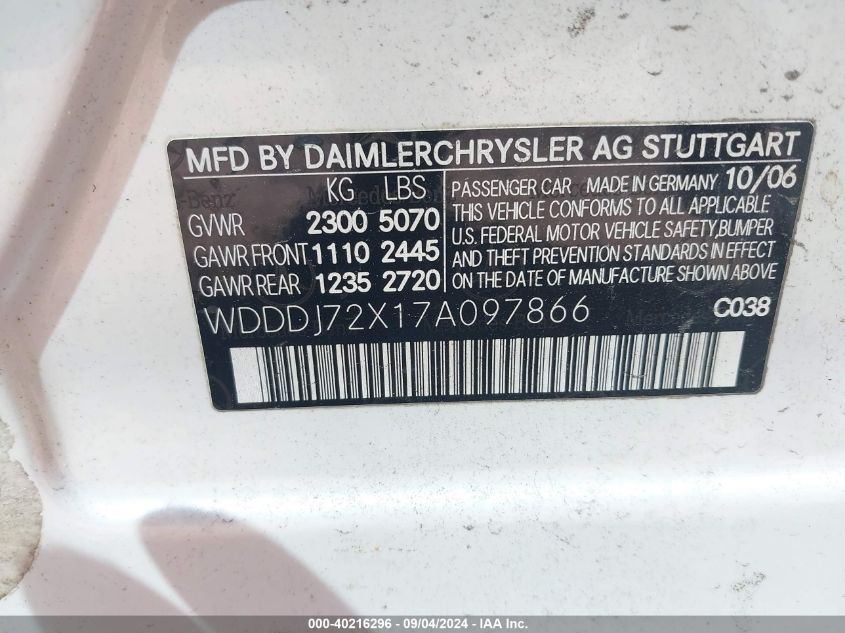 MFD BY DAIMLERCHRYSLER AG STUTTGART
KG LBS
GVWR 2300 5070
GAWR FRONT 1110 2445
GAWR REAR 1235 2720
PASSENGER CAR MADE IN GERMANY 10/06
THIS VEHICLE CONFORMS TO ALL APPLICABLE
U.S. FEDERAL MOTOR VEHICLE SAFETY,BUMPER
AND THEFT PREVENTION STANDARDS IN EFFECT
ON THE DATE OF MANUFACTURE SHOWN ABOVE
WDDDJ72X17A097866 C038
000-40216296 - 09/04/2024 - IAAI.com